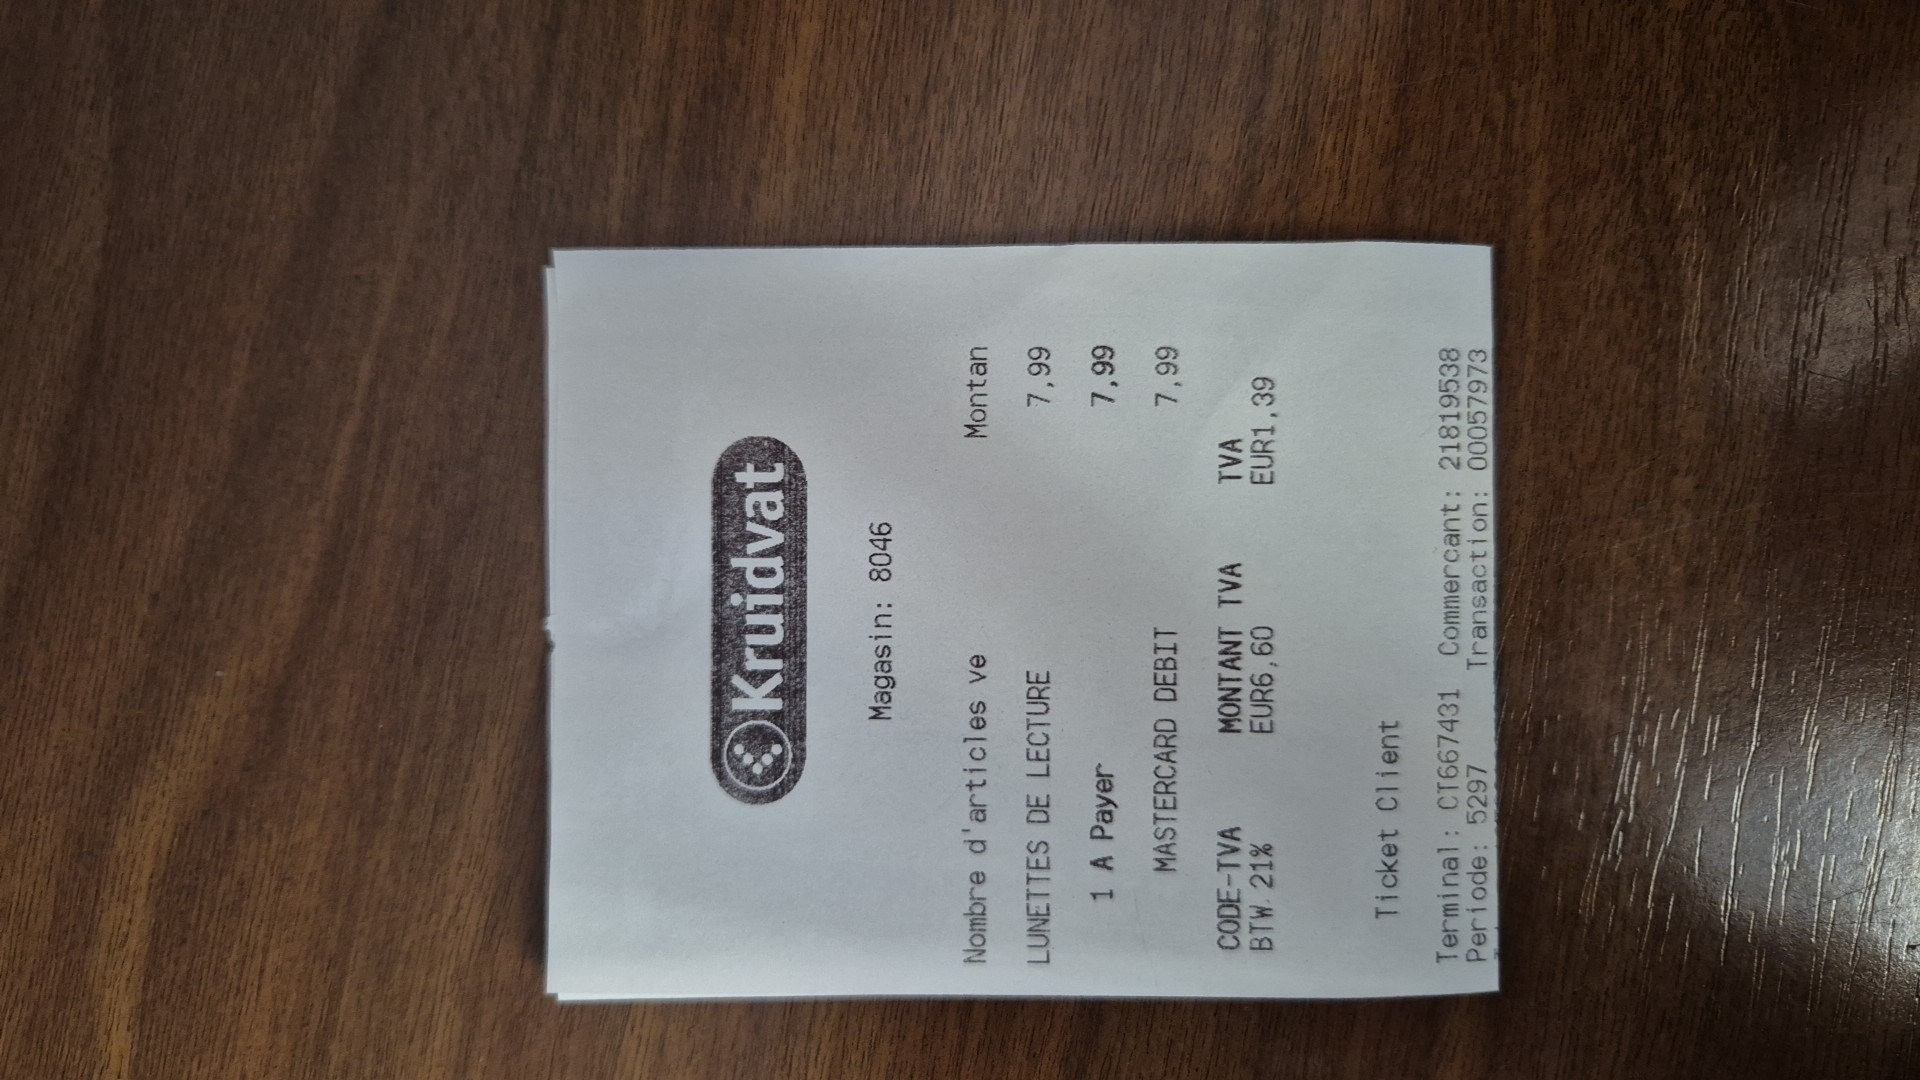 Kruidvat
Magasin: 8046
Nombre d'articles ve Montan
LUNETTES DE LECTURE 7,99
1 A Payer 7,99
MASTERCARD DEBIT 7,99
CODE-TVA MONTANT TVA TVA
BTW 21% EUR6,60 EUR1,39
Ticket Client
Terminal: CT667431 Commercant: 21819538
Periode: 5297 Transaction: 00057973